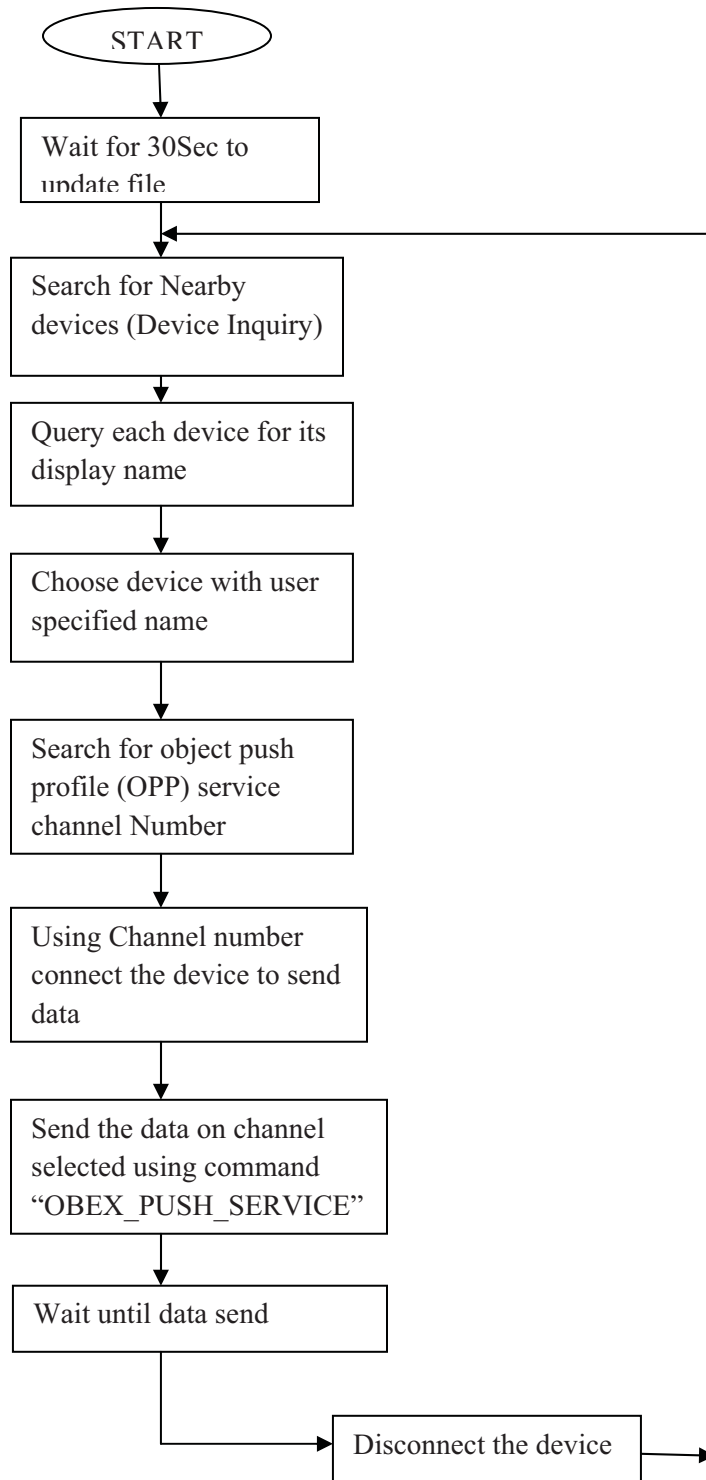 START
Wait for 30Sec to
update file
Search for Nearby
devices (Device Inquiry)
Query each device for its
display name
Choose device with user
specified name
Search for object push
profile (OPP) service
channel Number
Using Channel number
connect the device to send
data
Send the data on channel
selected using command
“OBEX_PUSH_SERVICE”
Wait until data send
Disconnect the device